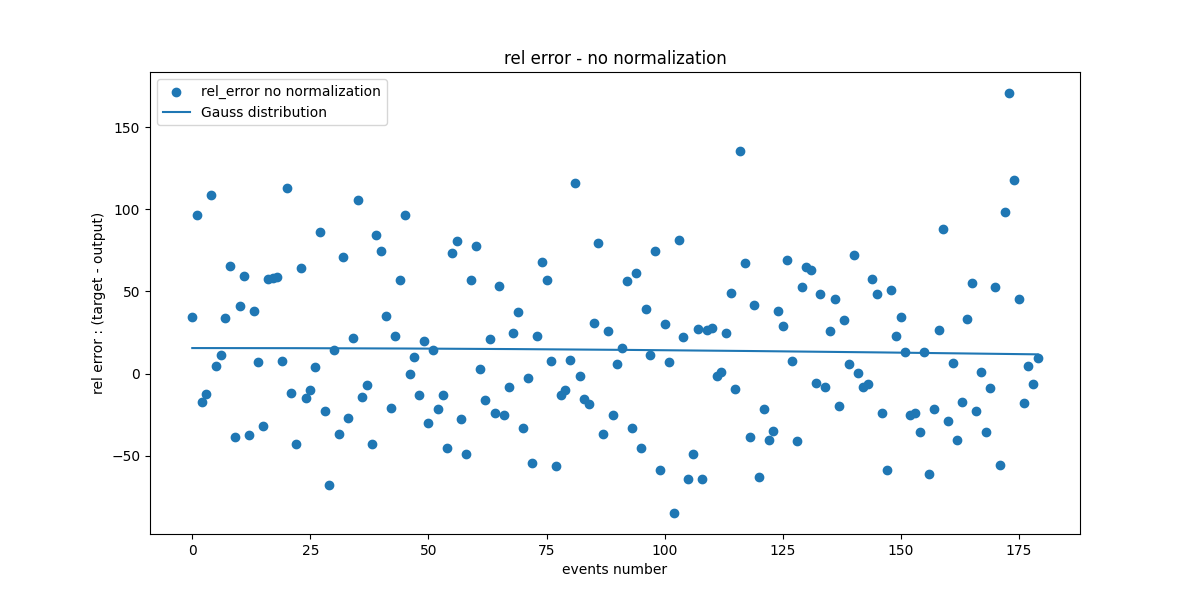 rel error - no normalization
rel_error no normalization
Gauss distribution
rel error : (target - output)
150
100
50
0
−50
0 25 50 75 100 125 150 175
events number